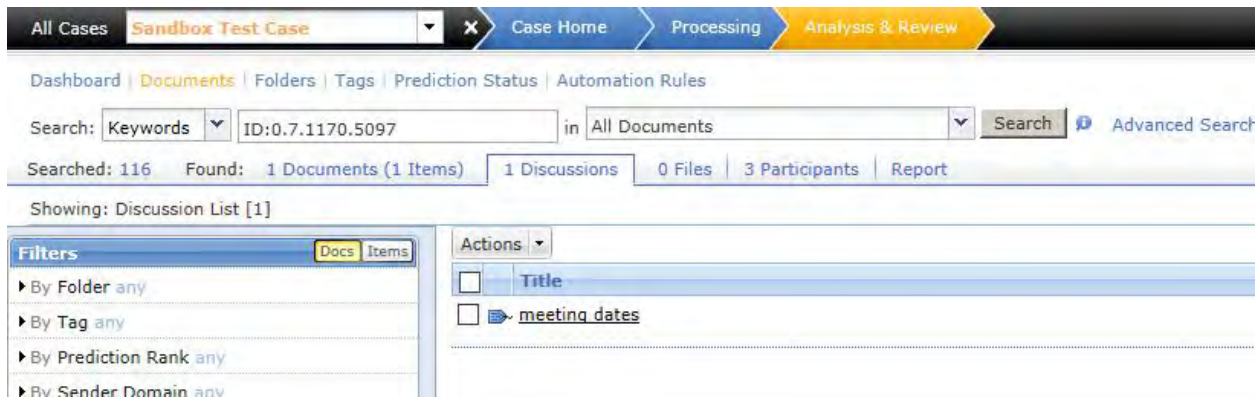 All Cases Sandbox Test Case Case Home Processing Analysis & Review
Dashboard | Documents | Folders | Tags | Prediction Status | Automation Rules
Search: Keywords ID:0.7.1170.5097 in All Documents Search Advanced Search
Searched: 116 Found: 1 Documents (1 Items) 1 Discussions 0 Files | 3 Participants | Report
Showing: Discussion List [1]
Filters Docs Items
By Folder any
By Tag any
By Prediction Rank any
By Sender Domain any
Actions
Title
meeting dates